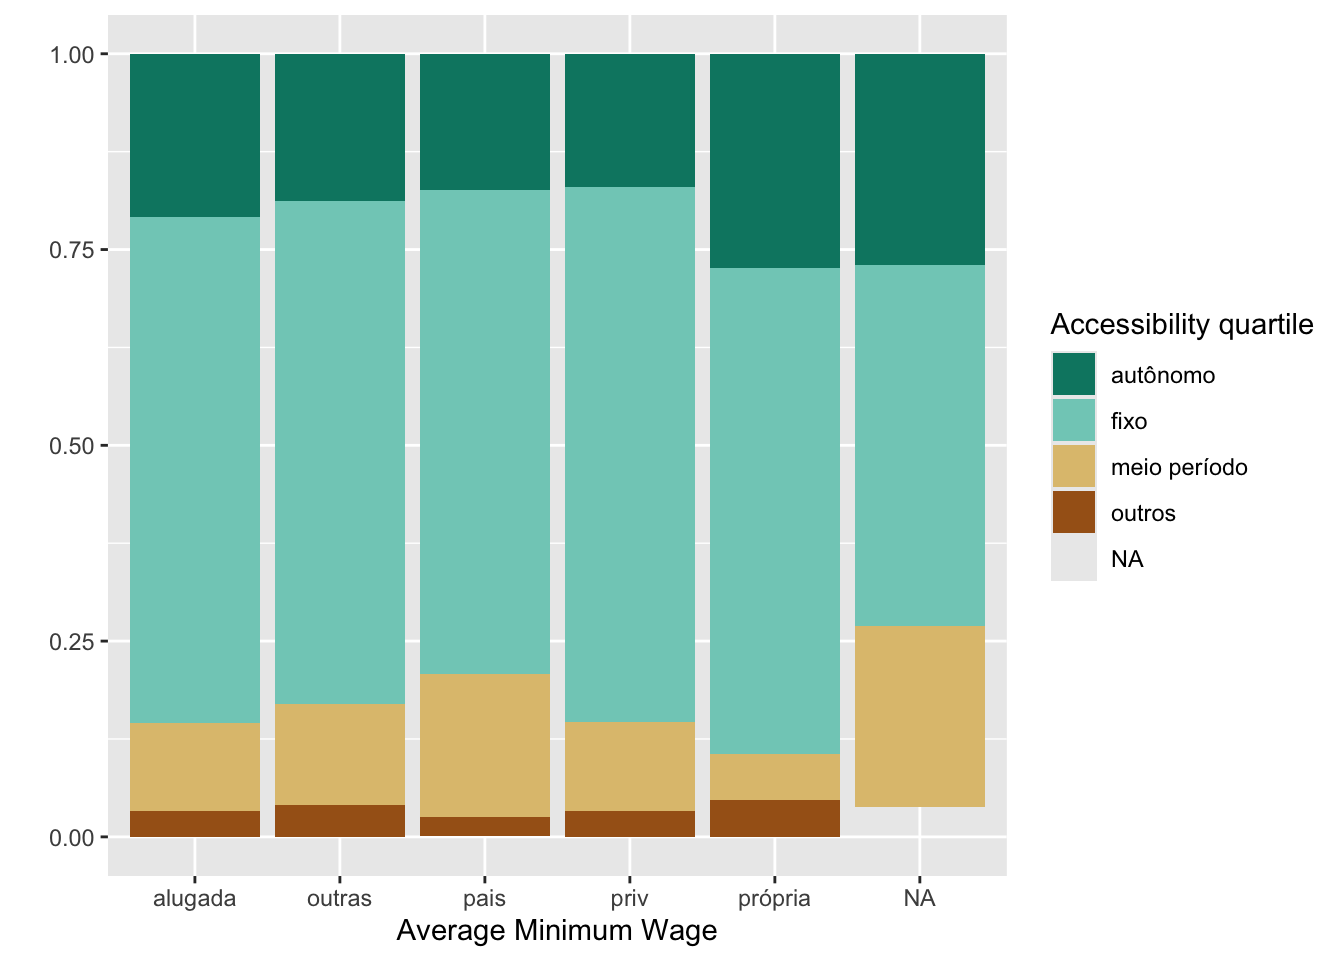 1.00
0.75
0.50
0.25
0.00
alugada outras pais priv própria NA
Average Minimum Wage
Accessibility quartile
autônomo
fixo
meio período
outros
NA